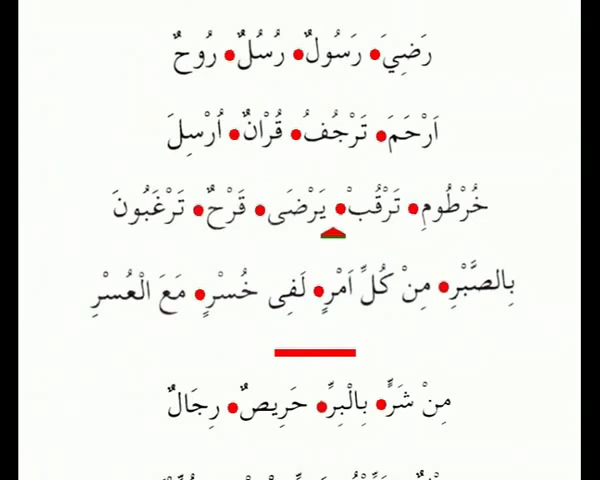 رَضِيَ • رَسُولٌ • رُسُلٌ • رُوحٌ
اَرْحَمَ • تَرْجُفُ • قُرْاٰنٌ • اُرْسِلَ
خُرْطُومِ • تَرْقُبْ • يَرْضَى • قَرْحٌ • تَرْغَبُونَ
بِالصَّبْرِ • مِنْ كُلِّ اَمْرٍ • لَفِى خُسْرٍ • مَعَ الْعُسْرِ
مِنْ شَرٍّ • بِالْبِرِّ • حَرِيصٌ • رِجَالٌ